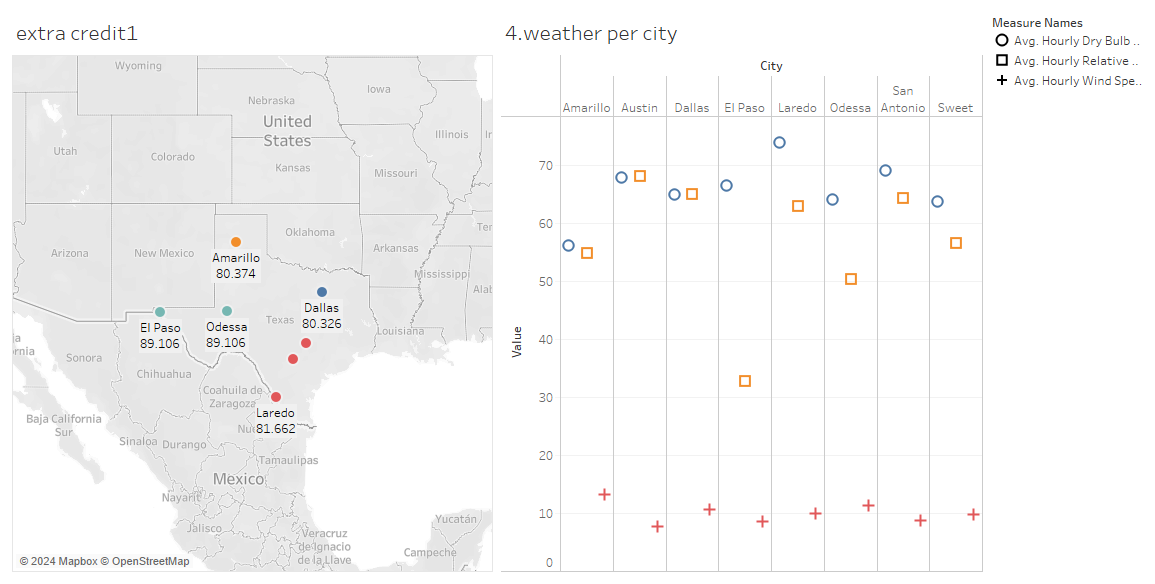 extra credit1
Wyoming
Iowa
Nebraska
United
States
Illinois
Utah
Colorado
Kansas
Missouri
Oklahoma
Arizona
New Mexico
Arkansas
Amarillo
80.374
Mississippi
Dallas
80.326
Texas
El Paso
89.106
Odessa
89.106
Louisiana
Sonora
Chihuahua
Coahuila de
Zaragoza
Laredo
81.662
Baja California
Sur
Sinaloa
Durango
Tamaulipas
Mexico
Nayarit
Jalisco
Yucatán
Veracruz
de Ignacio
de la Llave
Campeche
© 2024 Mapbox © OpenStreetMap
4.weather per city
City
Amarillo
Austin
Dallas
El Paso
Laredo
Odessa
San
Antonio
Sweet
Value
70
60
50
40
30
20
10
0
Measure Names
Avg. Hourly Dry Bulb ..
Avg. Hourly Relative ..
Avg. Hourly Wind Spe..